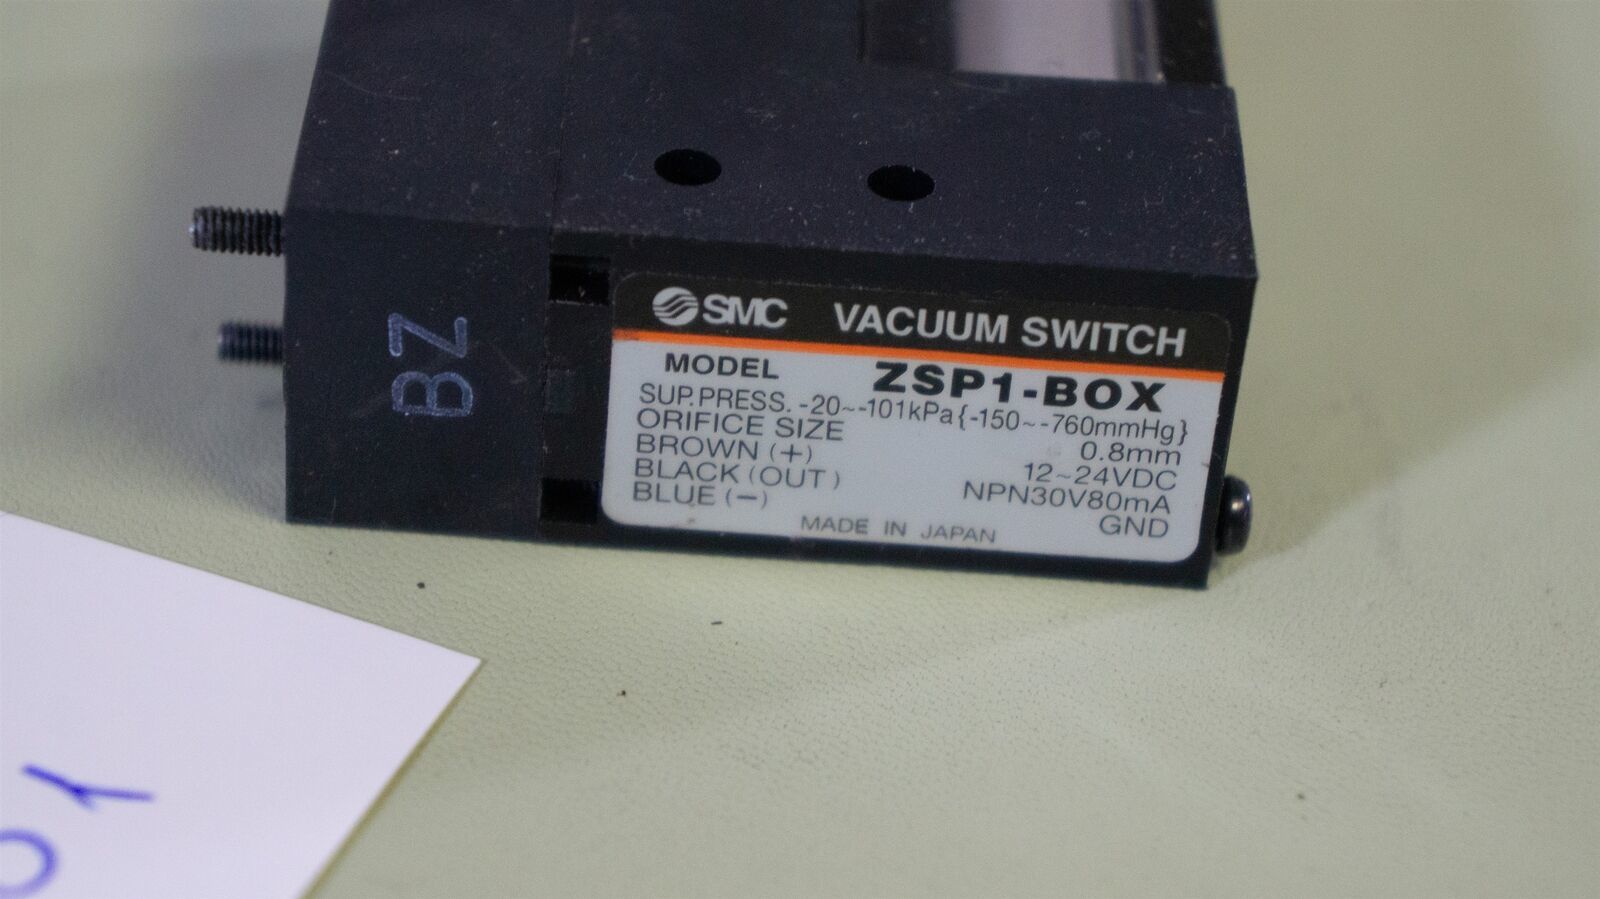 BZ
SMC VACUUM SWITCH
MODEL ZSP1-BOX
SUP.PRESS. -20~-101kPa{-150~-760mmHg}
ORIFICE SIZE 0.8mm
BROWN (+) 12~24VDC
BLACK (OUT) NPN30V80mA
BLUE (−) GND
MADE IN JAPAN
01